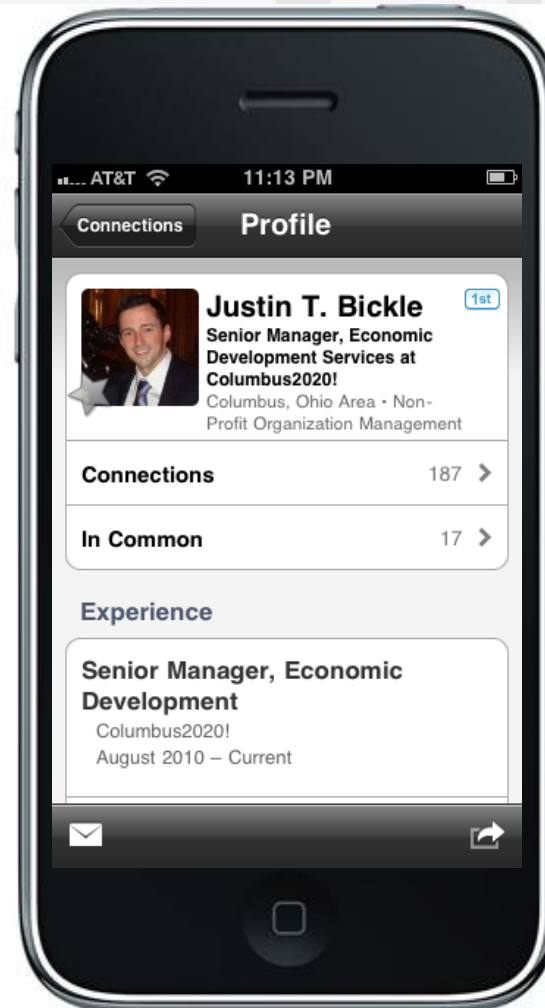 AT&T 11:13 PM
Connections Profile
Justin T. Bickle 1st
Senior Manager, Economic
Development Services at
Columbus2020!
Columbus, Ohio Area • Non-
Profit Organization Management
Connections 187
In Common 17
Experience
Senior Manager, Economic
Development
Columbus2020!
August 2010 – Current